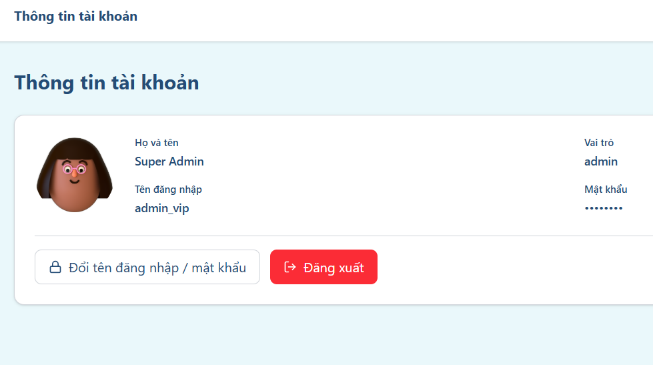 Thông tin tài khoản
Thông tin tài khoản
Họ và tên
Super Admin
Vai trò
admin
Tên đăng nhập
admin_vip
Mật khẩu
••••••••
Đổi tên đăng nhập / mật khẩu
Đăng xuất